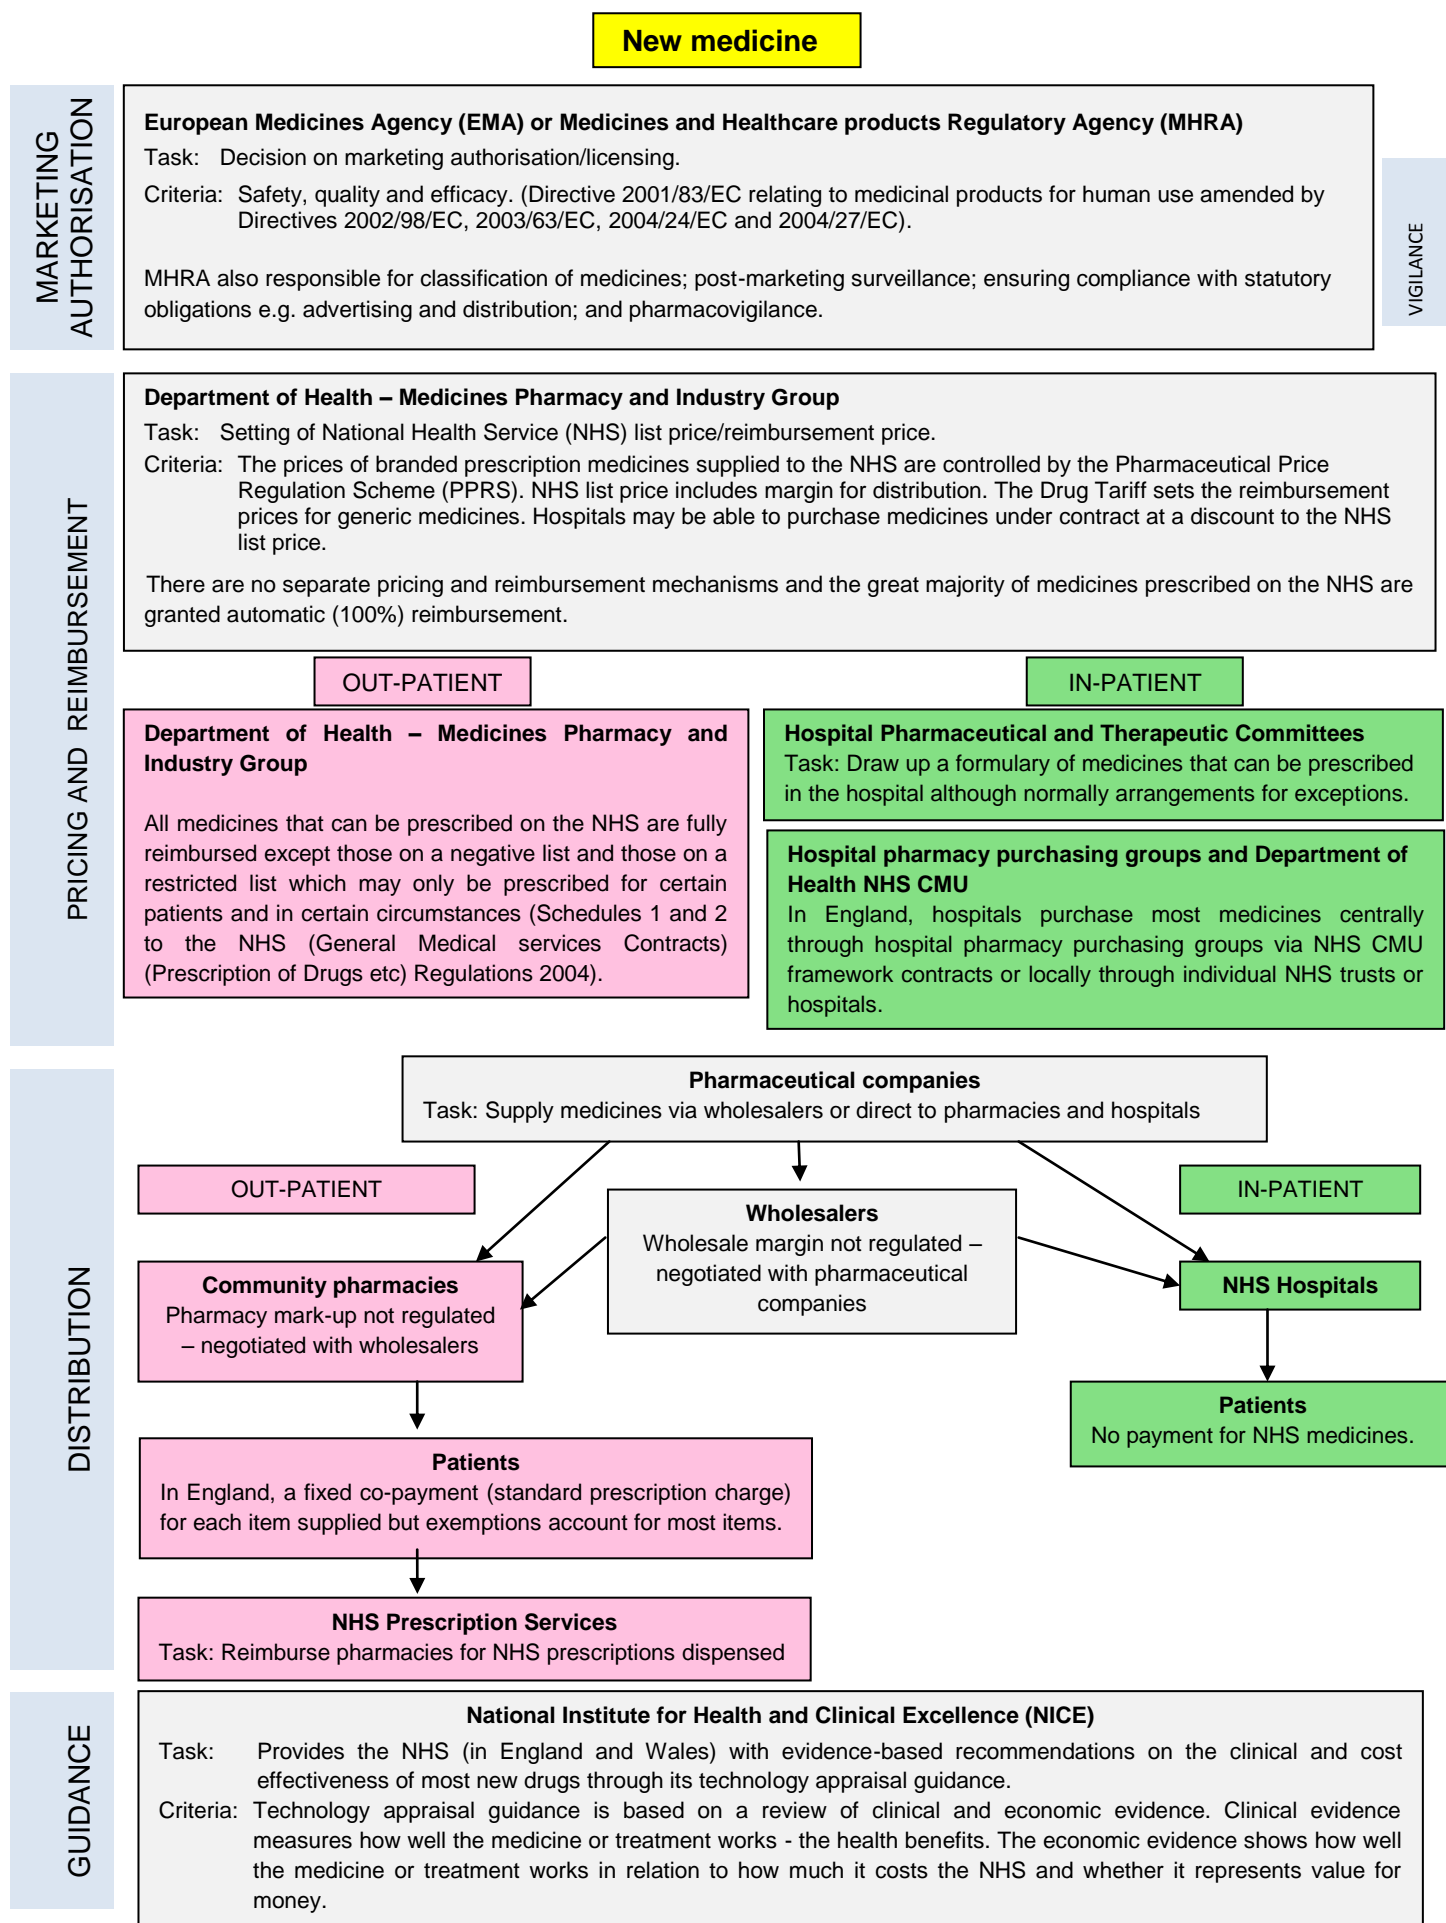 New medicine
MARKETING
AUTHORISATION
European Medicines Agency (EMA) or Medicines and Healthcare products Regulatory Agency (MHRA)
Task: Decision on marketing authorisation/licensing.
Criteria: Safety, quality and efficacy. (Directive 2001/83/EC relating to medicinal products for human use amended by
Directives 2002/98/EC, 2003/63/EC, 2004/24/EC and 2004/27/EC).
MHRA also responsible for classification of medicines; post-marketing surveillance; ensuring compliance with statutory
obligations e.g. advertising and distribution; and pharmacovigilance.
VIGILANCE
PRICING AND REIMBURSEMENT
Department of Health – Medicines Pharmacy and Industry Group
Task: Setting of National Health Service (NHS) list price/reimbursement price.
Criteria: The prices of branded prescription medicines supplied to the NHS are controlled by the Pharmaceutical Price
Regulation Scheme (PPRS). NHS list price includes margin for distribution. The Drug Tariff sets the reimbursement
prices for generic medicines. Hospitals may be able to purchase medicines under contract at a discount to the NHS
list price.
There are no separate pricing and reimbursement mechanisms and the great majority of medicines prescribed on the NHS are
granted automatic (100%) reimbursement.
OUT-PATIENT
Department of Health – Medicines Pharmacy and
Industry Group
All medicines that can be prescribed on the NHS are fully
reimbursed except those on a negative list and those on a
restricted list which may only be prescribed for certain
patients and in certain circumstances (Schedules 1 and 2
to the NHS (General Medical services Contracts)
(Prescription of Drugs etc) Regulations 2004).
IN-PATIENT
Hospital Pharmaceutical and Therapeutic Committees
Task: Draw up a formulary of medicines that can be prescribed
in the hospital although normally arrangements for exceptions.
Hospital pharmacy purchasing groups and Department of
Health NHS CMU
In England, hospitals purchase most medicines centrally
through hospital pharmacy purchasing groups via NHS CMU
framework contracts or locally through individual NHS trusts or
hospitals.
DISTRIBUTION
Pharmaceutical companies
Task: Supply medicines via wholesalers or direct to pharmacies and hospitals
OUT-PATIENT
IN-PATIENT
Wholesalers
Wholesale margin not regulated –
negotiated with pharmaceutical
companies
Community pharmacies
Pharmacy mark-up not regulated
– negotiated with wholesalers
NHS Hospitals
Patients
No payment for NHS medicines.
Patients
In England, a fixed co-payment (standard prescription charge)
for each item supplied but exemptions account for most items.
NHS Prescription Services
Task: Reimburse pharmacies for NHS prescriptions dispensed
GUIDANCE
National Institute for Health and Clinical Excellence (NICE)
Task: Provides the NHS (in England and Wales) with evidence-based recommendations on the clinical and cost
effectiveness of most new drugs through its technology appraisal guidance.
Criteria: Technology appraisal guidance is based on a review of clinical and economic evidence. Clinical evidence
measures how well the medicine or treatment works - the health benefits. The economic evidence shows how well
the medicine or treatment works in relation to how much it costs the NHS and whether it represents value for
money.